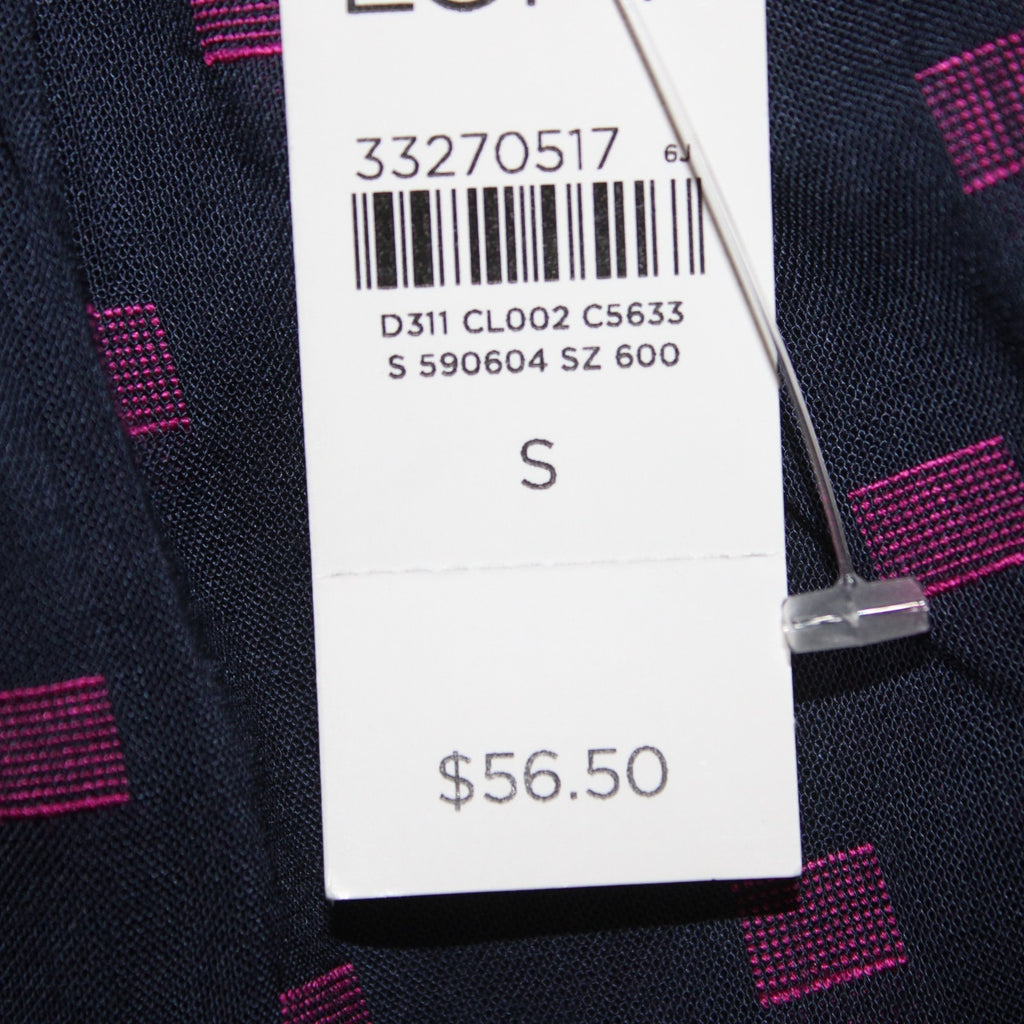 33270517 6J
D311 CL002 C5633
S 590604 SZ 600
S
$56.50